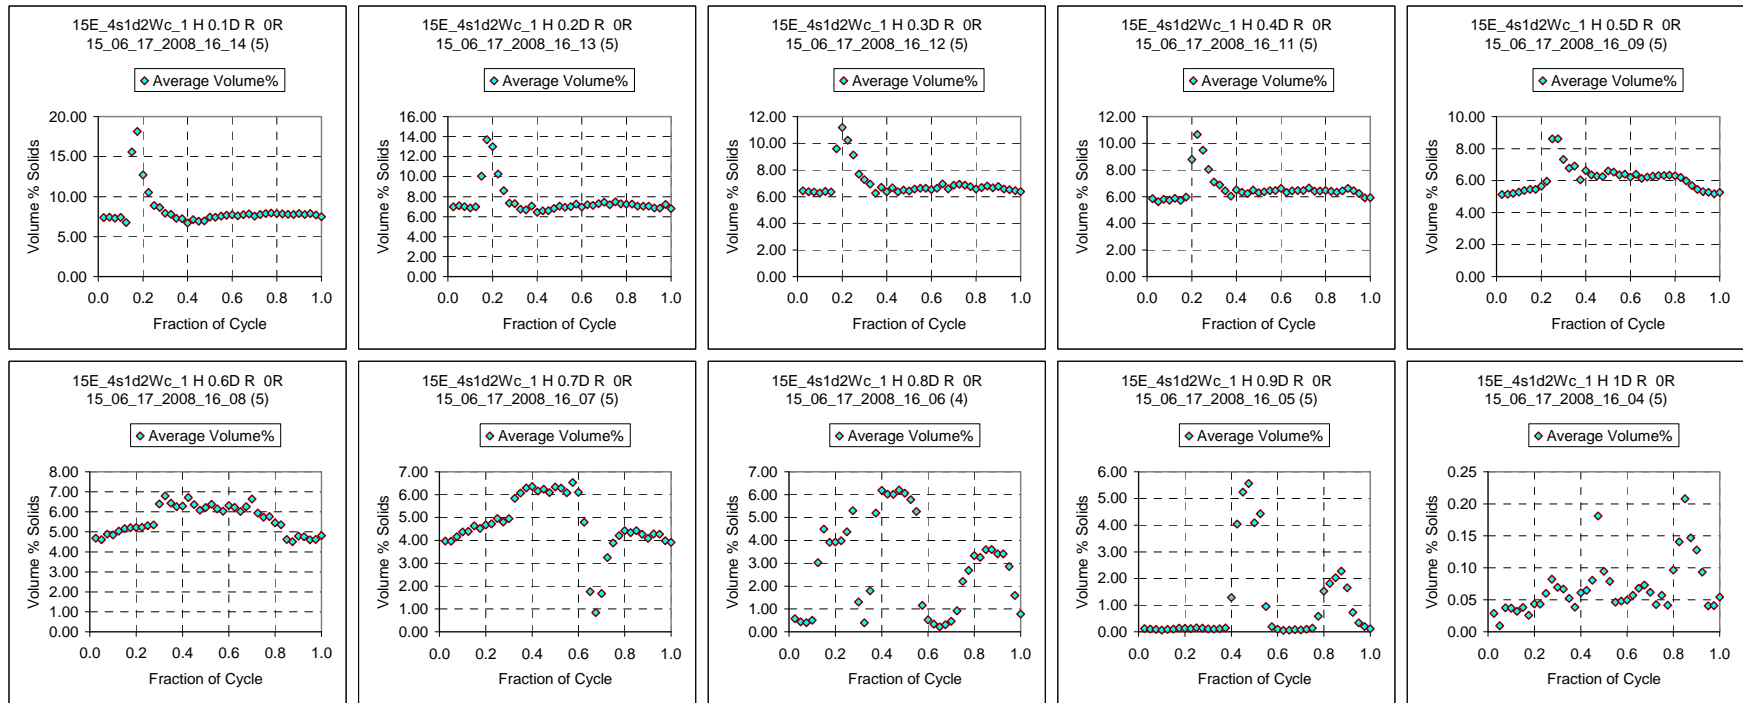 15E_4s1d2Wc_1 H 0.1D R 0R
15_06_17_2008_16_14 (5)
Average Volume%
Volume % Solids
20.00
15.00
10.00
5.00
0.00
0.0 0.2 0.4 0.6 0.8 1.0
Fraction of Cycle
15E_4s1d2Wc_1 H 0.2D R 0R
15_06_17_2008_16_13 (5)
Average Volume%
Volume % Solids
16.00
14.00
12.00
10.00
8.00
6.00
4.00
2.00
0.00
0.0 0.2 0.4 0.6 0.8 1.0
Fraction of Cycle
15E_4s1d2Wc_1 H 0.3D R 0R
15_06_17_2008_16_12 (5)
Average Volume%
Volume % Solids
12.00
10.00
8.00
6.00
4.00
2.00
0.00
0.0 0.2 0.4 0.6 0.8 1.0
Fraction of Cycle
15E_4s1d2Wc_1 H 0.4D R 0R
15_06_17_2008_16_11 (5)
Average Volume%
Volume % Solids
12.00
10.00
8.00
6.00
4.00
2.00
0.00
0.0 0.2 0.4 0.6 0.8 1.0
Fraction of Cycle
15E_4s1d2Wc_1 H 0.5D R 0R
15_06_17_2008_16_09 (5)
Average Volume%
Volume % Solids
10.00
8.00
6.00
4.00
2.00
0.00
0.0 0.2 0.4 0.6 0.8 1.0
Fraction of Cycle
15E_4s1d2Wc_1 H 0.6D R 0R
15_06_17_2008_16_08 (5)
Average Volume%
Volume % Solids
8.00
7.00
6.00
5.00
4.00
3.00
2.00
1.00
0.00
0.0 0.2 0.4 0.6 0.8 1.0
Fraction of Cycle
15E_4s1d2Wc_1 H 0.7D R 0R
15_06_17_2008_16_07 (5)
Average Volume%
Volume % Solids
7.00
6.00
5.00
4.00
3.00
2.00
1.00
0.00
0.0 0.2 0.4 0.6 0.8 1.0
Fraction of Cycle
15E_4s1d2Wc_1 H 0.8D R 0R
15_06_17_2008_16_06 (4)
Average Volume%
Volume % Solids
7.00
6.00
5.00
4.00
3.00
2.00
1.00
0.00
0.0 0.2 0.4 0.6 0.8 1.0
Fraction of Cycle
15E_4s1d2Wc_1 H 0.9D R 0R
15_06_17_2008_16_05 (5)
Average Volume%
Volume % Solids
6.00
5.00
4.00
3.00
2.00
1.00
0.00
0.0 0.2 0.4 0.6 0.8 1.0
Fraction of Cycle
15E_4s1d2Wc_1 H 1D R 0R
15_06_17_2008_16_04 (5)
Average Volume%
Volume % Solids
0.25
0.20
0.15
0.10
0.05
0.00
0.0 0.2 0.4 0.6 0.8 1.0
Fraction of Cycle